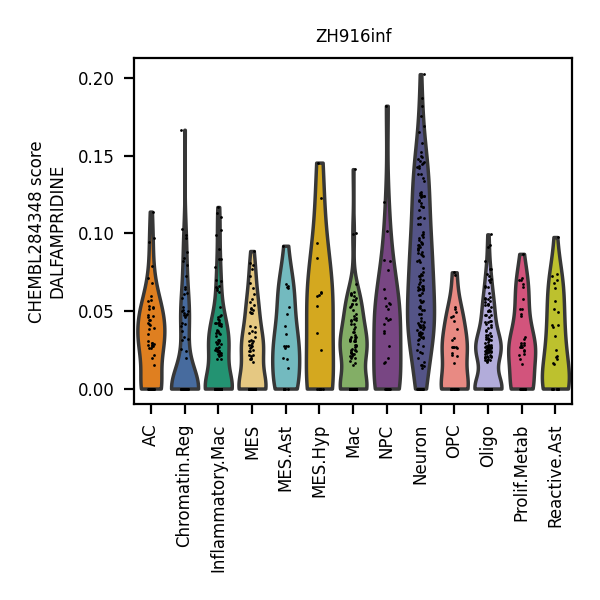 ZH916inf
CHEMBL284348 score
DALFAMPRIDINE
0.20
0.15
0.10
0.05
0.00
AC
Chromatin.Reg
Inflammatory.Mac
MES
MES.Ast
MES.Hyp
Mac
NPC
Neuron
OPC
Oligo
Prolif.Metab
Reactive.Ast